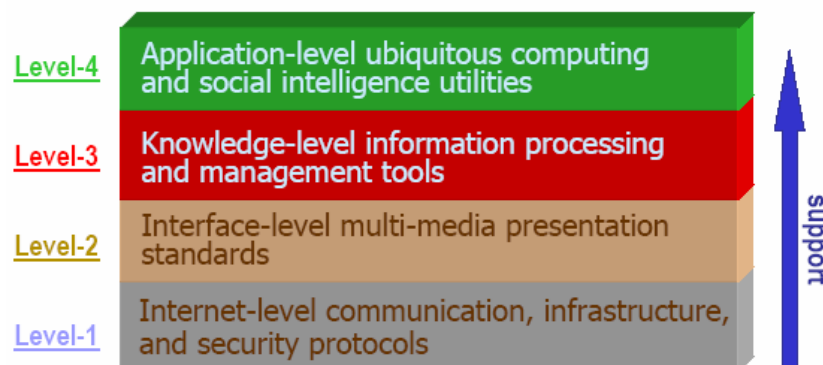 Level-4
Application-level ubiquitous computing
and social intelligence utilities
Level-3
Knowledge-level information processing
and management tools
Level-2
Interface-level multi-media presentation
standards
Level-1
Internet-level communication, infrastructure,
and security protocols
support